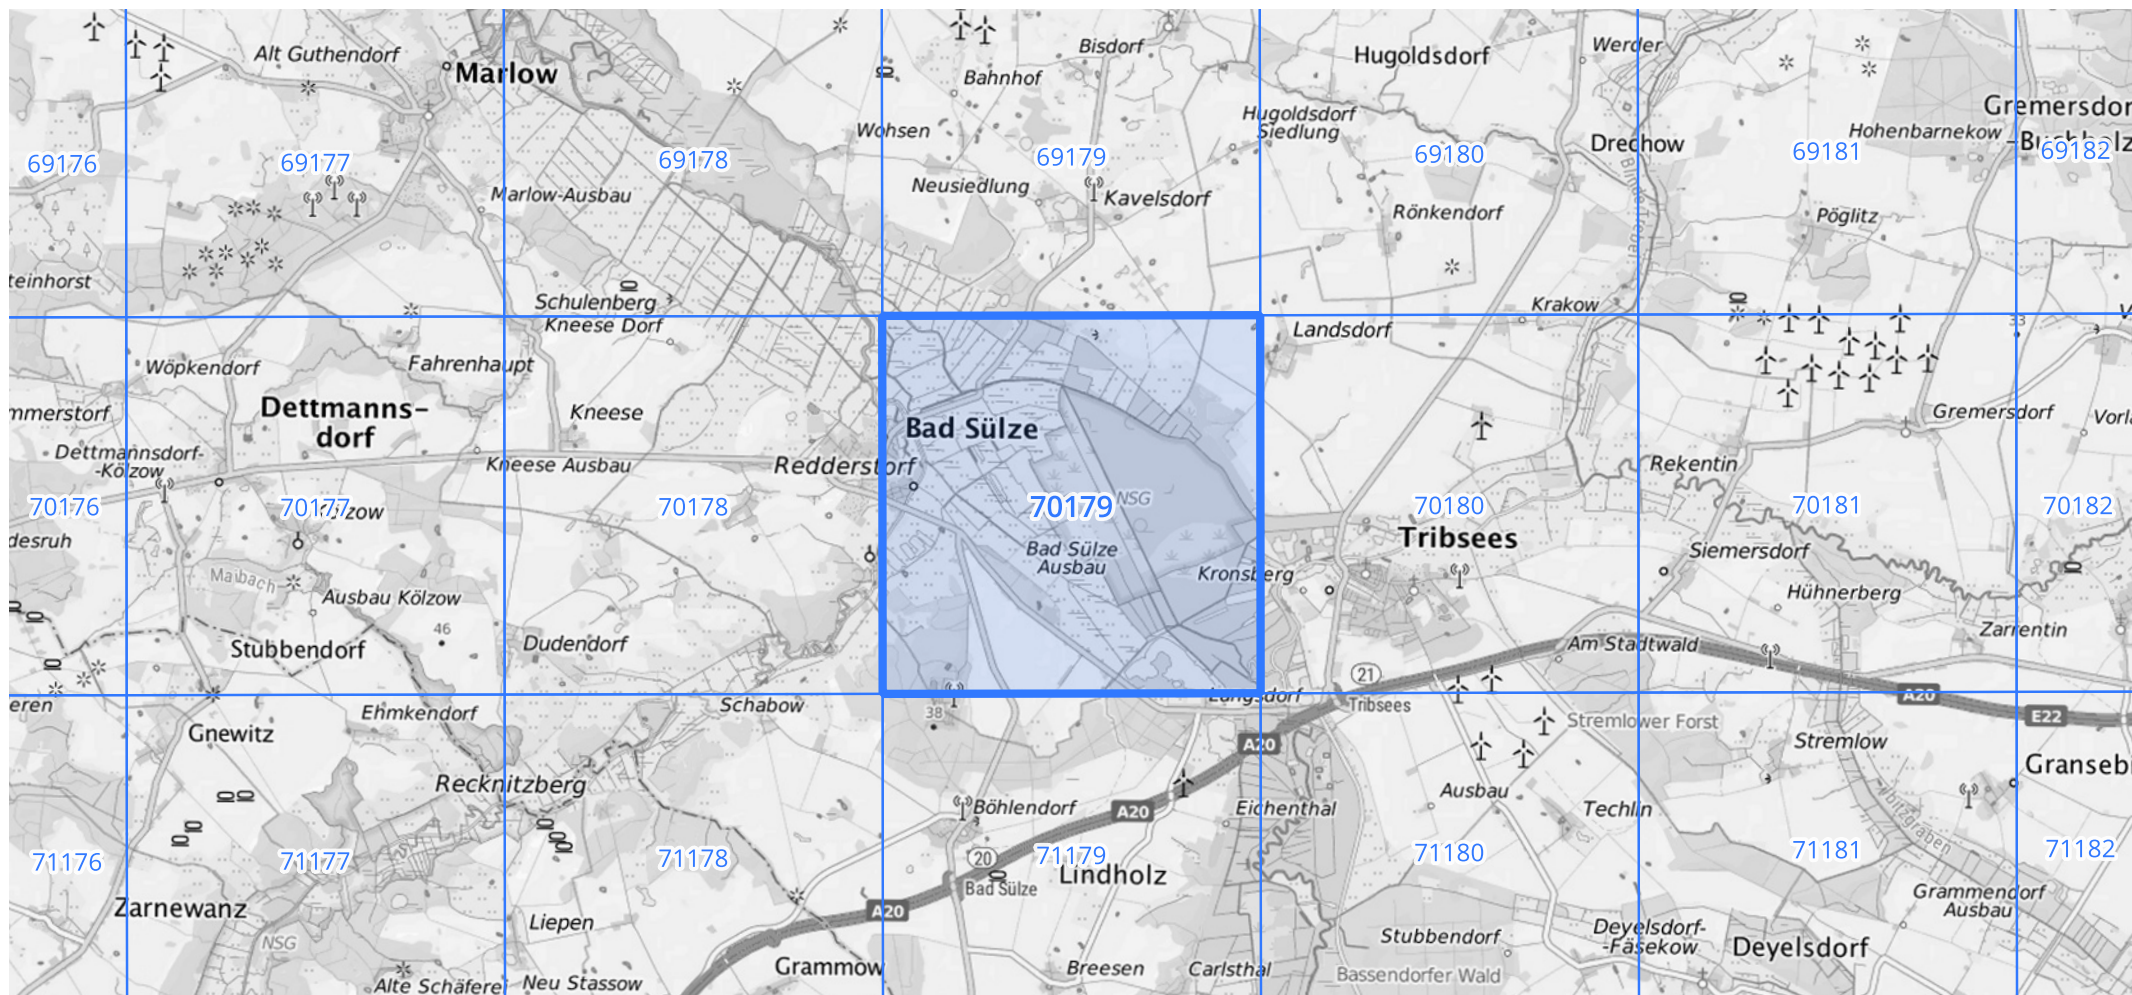 Alt Guthendorf
Marlow
Bisdorf
Bahnhof
Hugoldsdorf
Werder
Gremersdor
Wohsen
Hugoldsdorf
Siedlung
Drechow
Hohenbarnekow
69176
69177
69178
69179
69180
69181
69182
Marlow-Ausbau
Neusiedlung
Kavelsdorf
Rönkendorf
Pöglitz
teinhorst
Schulenberg
Kneese Dorf
Krakow
Landsdorf
33
Wöpkendorf
Fahrenhaupt
mmerstorf
Dettmanns-
dorf
Kneese
Bad Sülze
Gremersdorf
Vorl
Dettmannsdorf-
-Kölzow
Kneese Ausbau
Redderstorf
Rekentin
70176
70177
70178
70179
NSG
70180
70181
70182
desruh
Tribsees
Bad Sülze
Ausbau
Siemersdorf
Maibach
Ausbau Kölzow
Kronsberg
Hühnerberg
46
Stubbendorf
Dudendorf
Am Stadtwald
Zarrentin
21
eren
Ehmkendorf
Schabow
38
Langsdorf
Tribsees
Stremlower Forst
A20
E22
Gnewitz
A20
Stremlow
Gransebi
Recknitzberg
Böhlendorf
A20
Eichenthal
Ausbau
Techlin
71176
71177
71178
20
71179
71180
71181
71182
Bad Sülze
Lindholz
Zarnewanz
A20
Liepen
Grammendorf
Ausbau
NSG
Stubbendorf
Deyelsdorf-
-Fäsekow
Deyelsdorf
Alte Schäferei
Neu Stassow
Grammow
Breesen
Carlsthal
Bassendorfer Wald